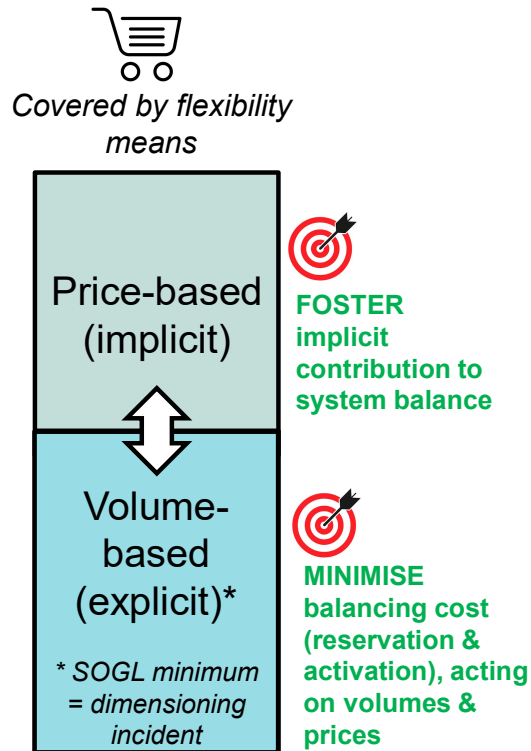 Covered by flexibility
means
Price-based
(implicit)
FOSTER
implicit
contribution to
system balance
Volume-
based
(explicit)*
* SOGL minimum
= dimensioning
incident
MINIMISE
balancing cost
(reservation &
activation), acting
on volumes &
prices